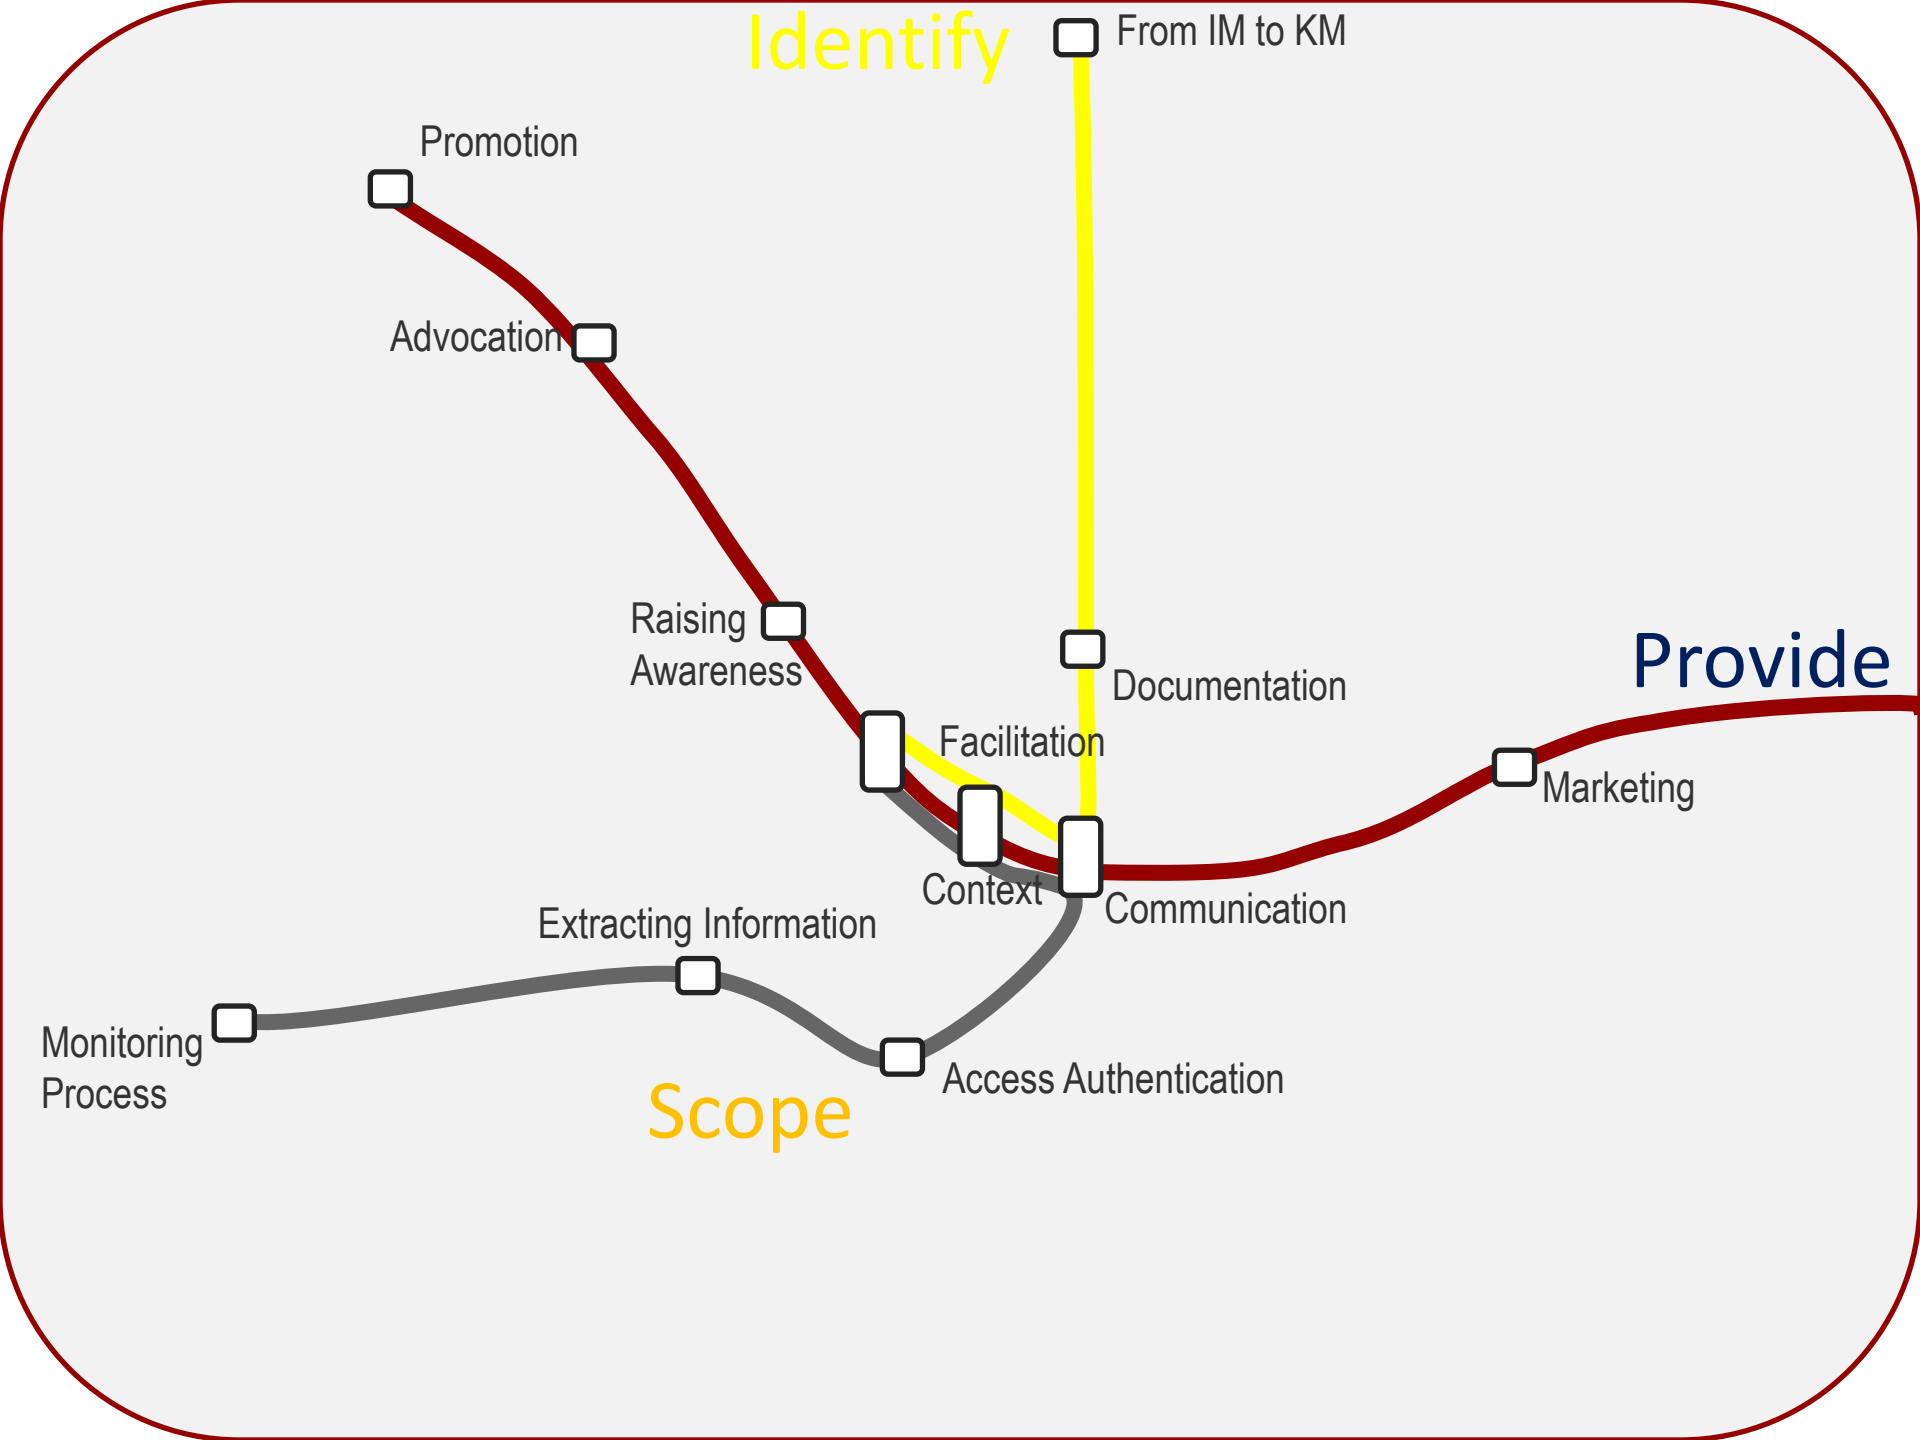 Identify
From IM to KM
Promotion
Advocation
Raising
Awareness
Provide
Documentation
Facilitation
Marketing
Context
Communication
Extracting Information
Monitoring
Process
Access Authentication
Scope